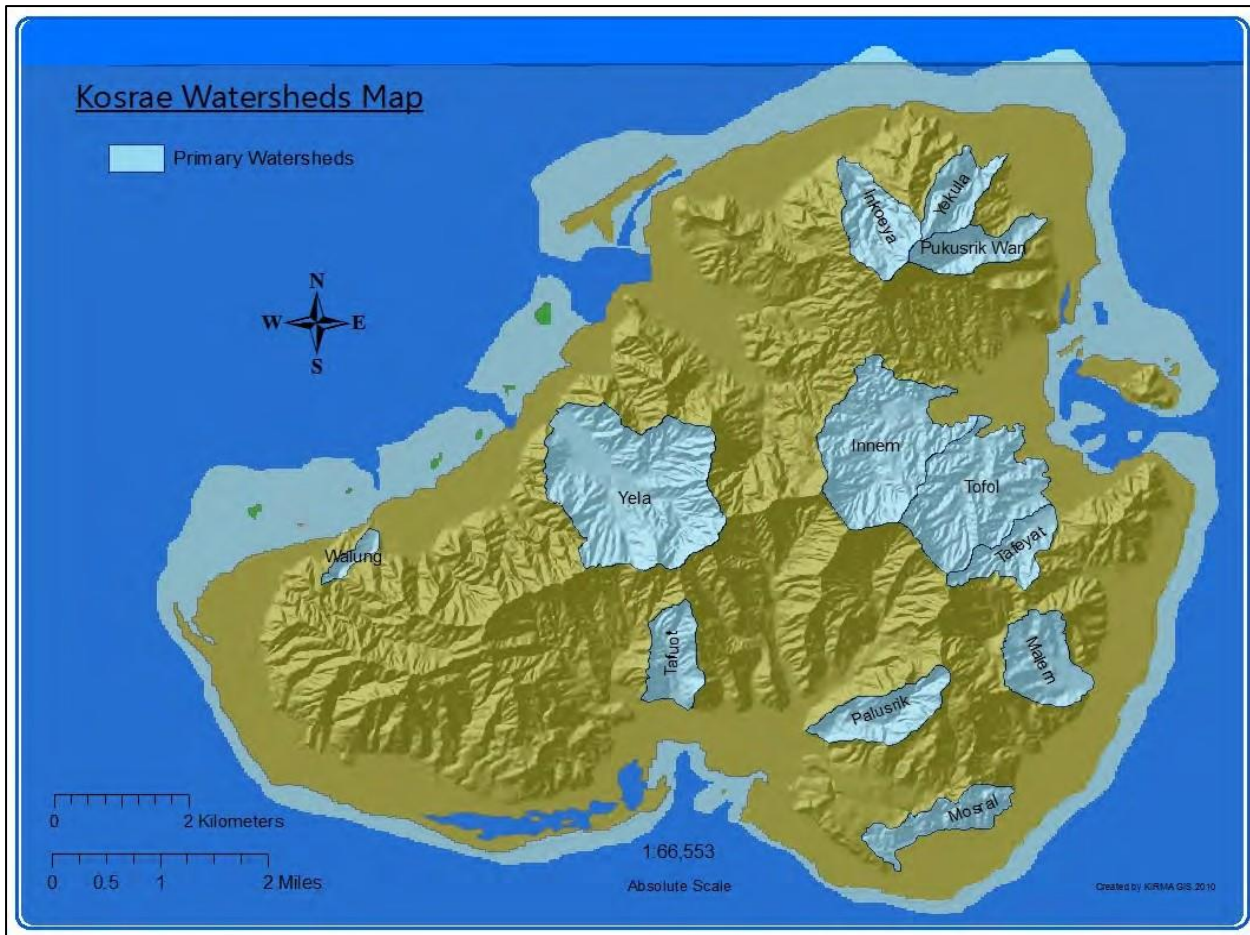 Kosrae Watersheds Map
Primary Watersheds
N
W E
S
Inkoeya
Yekula
Pukusrik Wan
Innem
Tofol
Yela
Tafeyat
Walung
Tafuot
Malem
Palusrik
Mosral
0 2 Kilometers
0 0.5 1 2 Miles
1:66,553
Absolute Scale
Created by KIRMA GIS 2010